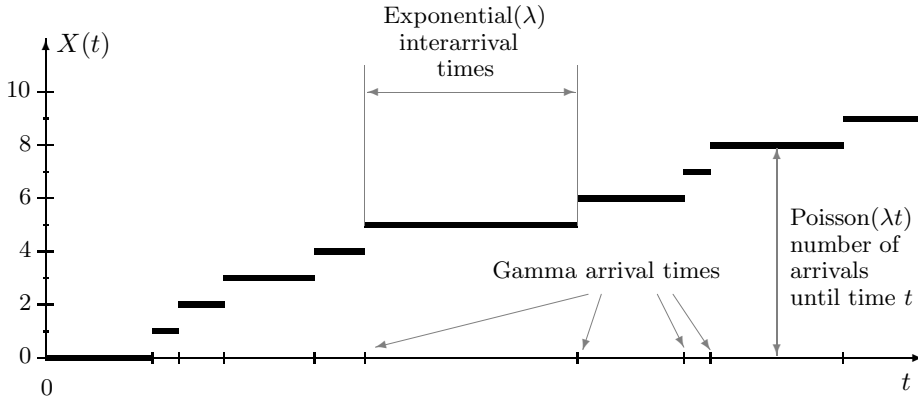 Exponential(λ)
interarrival
times
X(t)
10
8
6
4
2
0
Poisson(λt)
number of
arrivals
until time t
Gamma arrival times
0
t